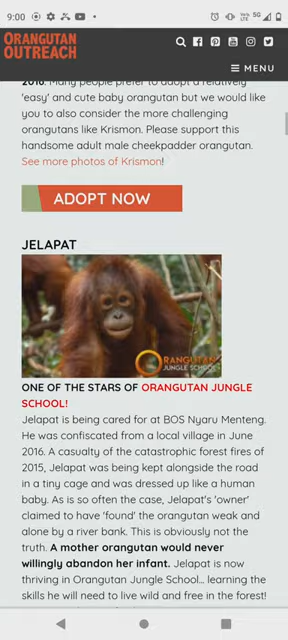 9:00
5G
ORANGUTAN
OUTREACH
MENU
2016. Many people prefer to adopt a relatively
'easy' and cute baby orangutan but we would like
you to also consider the more challenging
orangutans like Krismon. Please support this
handsome adult male cheekpadder orangutan.
See more photos of Krismon!
ADOPT NOW
JELAPAT
ORANGUTAN
JUNGLE SCHOOL
ONE OF THE STARS OF ORANGUTAN JUNGLE
SCHOOL!
Jelapat is being cared for at BOS Nyaru Menteng.
He was confiscated from a local village in June
2016. A casualty of the catastrophic forest fires of
2015, Jelapat was being kept alongside the road
in a tiny cage and was dressed up like a human
baby. As is so often the case, Jelapat's 'owner'
claimed to have 'found' the orangutan weak and
alone by a river bank. This is obviously not the
truth. A mother orangutan would never
willingly abandon her infant. Jelapat is now
thriving in Orangutan Jungle School... learning the
skills he will need to live wild and free in the forest!